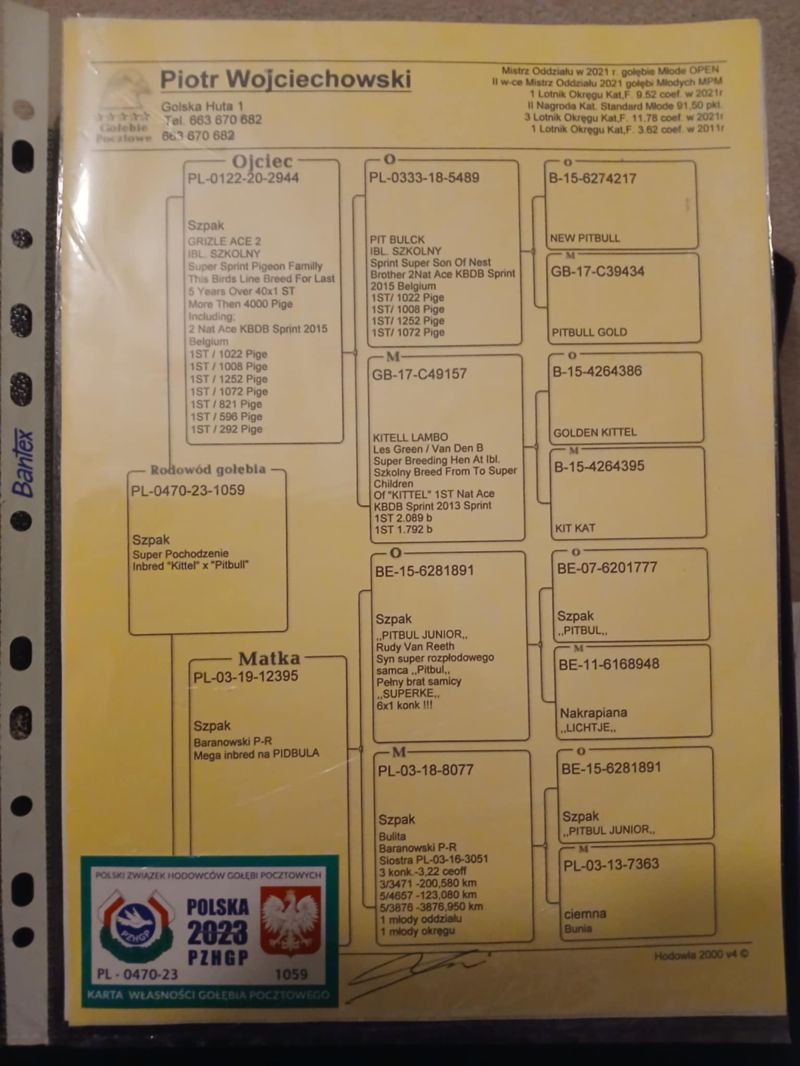 Piotr Wojciechowski
Golska Huta 1
Tel. 663 670 682
663 670 682
Gołębie
Pocztowe
Mistrz Oddziału w 2021 r. gołębie Młode OPEN
II w-ce Mistrz Oddziału 2021 gołębi Młodych MPM
1 Lotnik Okręgu Kat,F. 9.52 coef. w 2021r
II Nagroda Kat. Standard Młode 91,50 pkt.
3 Lotnik Okręgu Kat,F. 11.78 coef. w 2021r
1 Lotnik Okręgu Kat,F. 3.62 coef. w 2011r
Ojciec
PL-0122-20-2944
Szpak
GRIZLE ACE 2
IBL. SZKOLNY
Super Sprint Pigeon Familly
This Birds Line Breed For Last
5 Years Over 40x1 ST
More Then 4000 Pige
Including;
2 Nat Ace KBDB Sprint 2015
Belgium
1ST / 1022 Pige
1ST / 1008 Pige
1ST / 1252 Pige
1ST / 1072 Pige
1ST / 821 Pige
1ST / 596 Pige
1ST / 292 Pige
O
PL-0333-18-5489
PIT BULCK
IBL. SZKOLNY
Sprint Super Son Of Nest
Brother 2Nat Ace KBDB Sprint
2015 Belgium
1ST/ 1022 Pige
1ST/ 1008 Pige
1ST/ 1252 Pige
1ST/ 1072 Pige
O
B-15-6274217
NEW PITBULL
M
GB-17-C39434
PITBULL GOLD
M
GB-17-C49157
KITELL LAMBO
Les Green / Van Den B
Super Breeding Hen At Ibl.
Szkolny Breed From To Super
Children
Of "KITTEL" 1ST Nat Ace
KBDB Sprint 2013 Sprint
1ST 2.089 b
1ST 1.792 b
O
B-15-4264386
GOLDEN KITTEL
M
B-15-4264395
KIT KAT
Rodowód gołębia
PL-0470-23-1059
Szpak
Super Pochodzenie
Inbred "Kittel" x "Pitbull"
Matka
PL-03-19-12395
Szpak
Baranowski P-R
Mega inbred na PIDBULA
O
BE-15-6281891
Szpak
,,PITBUL JUNIOR,,
Rudy Van Reeth
Syn super rozpłodowego
samca ,,Pitbul,,
Pełny brat samicy
,,SUPERKE,,
6x1 konk !!!
O
BE-07-6201777
Szpak
,,PITBUL,,
M
BE-11-6168948
Nakrapiana
,,LICHTJE,,
M
PL-03-18-8077
Szpak
Bulita
Baranowski P-R
Siostra PL-03-16-3051
3 konk.-3,22 ceoff
3/3471 -200,580 km
5/4657 -123,080 km
5/3876 -3876,950 km
1 młody oddziału
1 młody okręgu
O
BE-15-6281891
Szpak
,,PITBUL JUNIOR,,
M
PL-03-13-7363
ciemna
Bunia
Hodowla 2000 v4 ©
POLSKI ZWIĄZEK HODOWCÓW GOŁĘBI POCZTOWYCH
PZHGP
POLSKA
2023
PZHGP
PL - 0470-23
1059
KARTA WŁASNOŚCI GOŁĘBIA POCZTOWEGO
Bantex